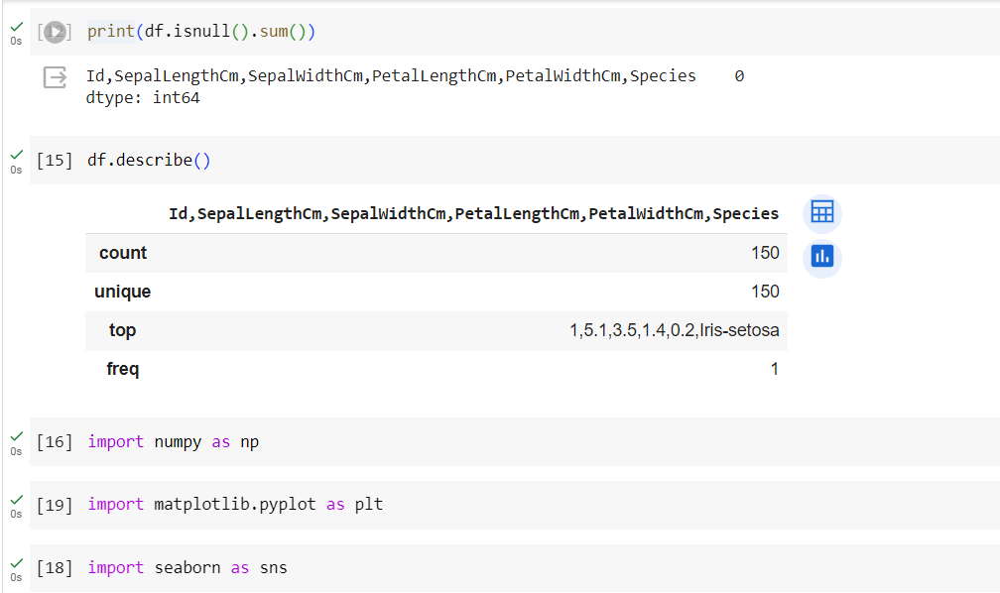 [12] print(df.isnull().sum())
0s
Id,SepalLengthCm,SepalWidthCm,PetalLengthCm,PetalWidthCm,Species 0
dtype: int64
[15] df.describe()
0s
Id,SepalLengthCm,SepalWidthCm,PetalLengthCm,PetalWidthCm,Species
count 150
unique 150
top 1,5.1,3.5,1.4,0.2,Iris-setosa
freq 1
[16] import numpy as np
0s
[19] import matplotlib.pyplot as plt
0s
[18] import seaborn as sns
0s